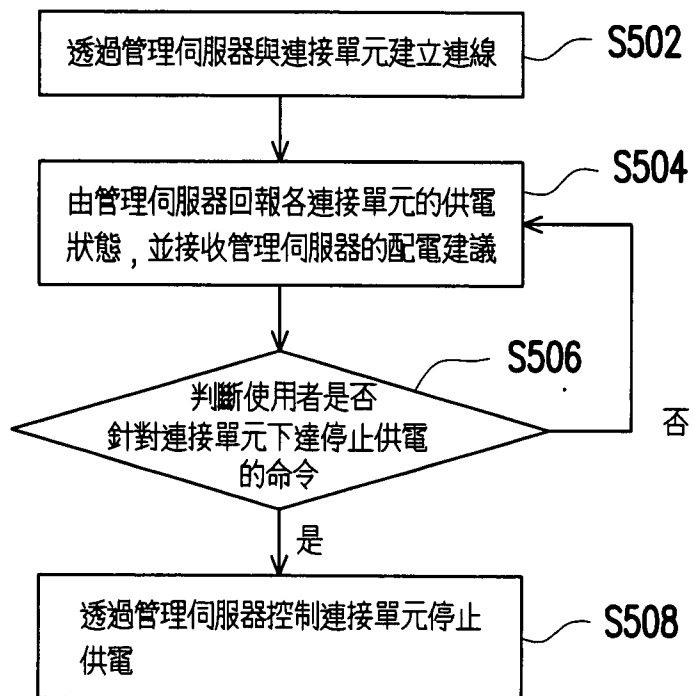 透過管理伺服器與連接單元建立連線
S502
S504
由管理伺服器回報各連接單元的供電
狀態，並接收管理伺服器的配電建議
S506
判斷使用者是否
針對連接單元下達停止供電
的命令
否
是
透過管理伺服器控制連接單元停止
供電
S508